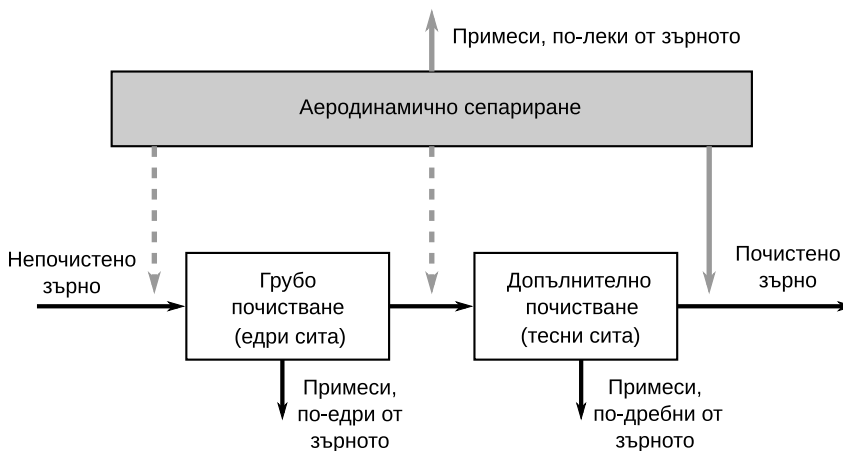 Примеси, по-леки от зърното
Аеродинамично сепариране
Непочистено
зърно
Грубо
почистване
(едри сита)
Допълнително
почистване
(тесни сита)
Почистено
зърно
Примеси,
по-едри от
зърното
Примеси,
по-дребни от
зърното